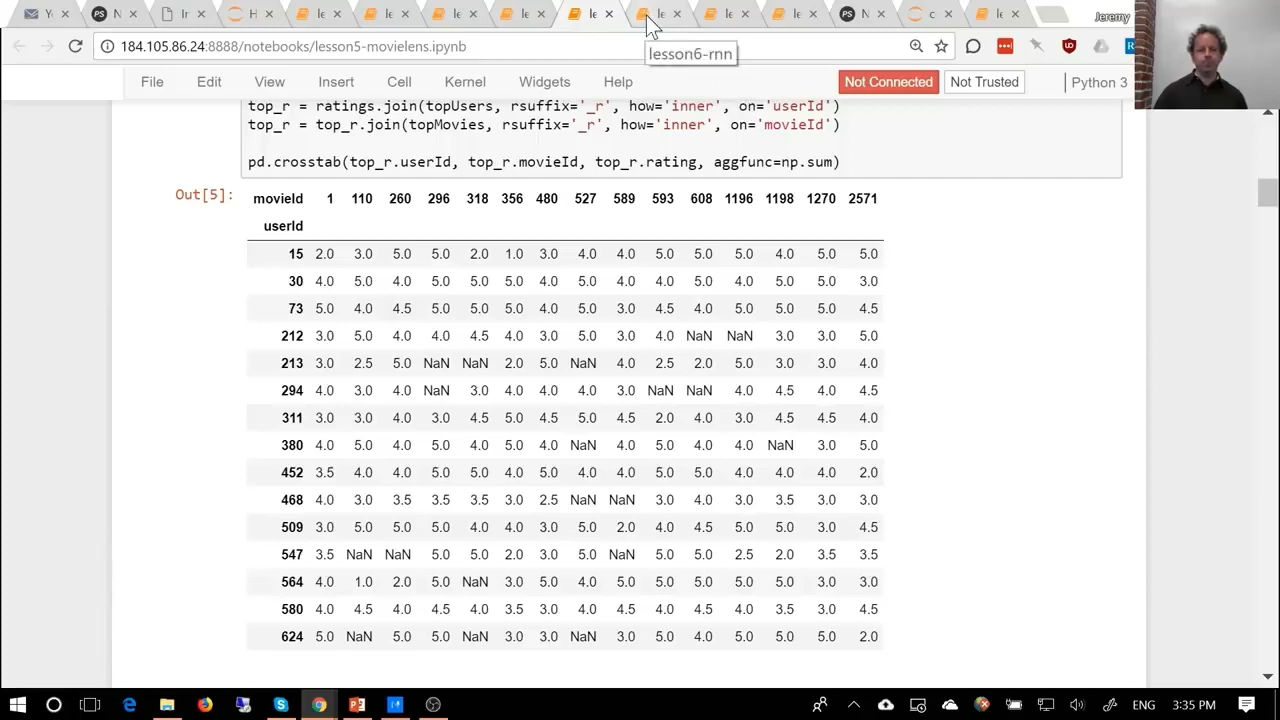 Y
N
In
H
le
le
le
le
le
le
le
le
le
Jeremy
184.105.86.24:8888/notebooks/lesson5-movielens.ipynb
lesson6-rnn
File Edit View Insert Cell Kernel Widgets Help Not Connected Not Trusted Python 3
top_r = ratings.join(topUsers, rsuffix='_r', how='inner', on='userId')
top_r = top_r.join(topMovies, rsuffix='_r', how='inner', on='movieId')
pd.crosstab(top_r.userId, top_r.movieId, top_r.rating, aggfunc=np.sum)
Out[5]:
movieId 1 110 260 296 318 356 480 527 589 593 608 1196 1198 1270 2571
userId
15 2.0 3.0 5.0 5.0 2.0 1.0 3.0 4.0 4.0 5.0 5.0 5.0 4.0 5.0 5.0
30 4.0 5.0 4.0 5.0 5.0 5.0 4.0 5.0 4.0 4.0 5.0 4.0 5.0 5.0 3.0
73 5.0 4.0 4.5 5.0 5.0 5.0 4.0 5.0 3.0 4.5 4.0 5.0 5.0 5.0 4.5
212 3.0 5.0 4.0 4.0 4.5 4.0 3.0 5.0 3.0 4.0 NaN NaN 3.0 3.0 5.0
213 3.0 2.5 5.0 NaN NaN 2.0 5.0 NaN 4.0 2.5 2.0 5.0 3.0 3.0 4.0
294 4.0 3.0 4.0 NaN 3.0 4.0 4.0 4.0 3.0 NaN NaN 4.0 4.5 4.0 4.5
311 3.0 3.0 4.0 3.0 4.5 5.0 4.5 5.0 4.5 2.0 4.0 3.0 4.5 4.5 4.0
380 4.0 5.0 4.0 5.0 4.0 5.0 4.0 NaN 4.0 5.0 4.0 4.0 NaN 3.0 5.0
452 3.5 4.0 4.0 5.0 5.0 4.0 5.0 4.0 4.0 5.0 5.0 4.0 4.0 4.0 2.0
468 4.0 3.0 3.5 3.5 3.5 3.0 2.5 NaN NaN 3.0 4.0 3.0 3.5 3.0 3.0
509 3.0 5.0 5.0 5.0 4.0 4.0 3.0 5.0 2.0 4.0 4.5 5.0 5.0 3.0 4.5
547 3.5 NaN NaN 5.0 5.0 2.0 3.0 5.0 NaN 5.0 5.0 2.5 2.0 3.5 3.5
564 4.0 1.0 2.0 5.0 NaN 3.0 5.0 4.0 5.0 5.0 5.0 5.0 5.0 3.0 3.0
580 4.0 4.5 4.0 4.5 4.0 3.5 3.0 4.0 4.5 4.0 4.5 4.0 3.5 3.0 4.5
624 5.0 NaN 5.0 5.0 NaN 3.0 3.0 NaN 3.0 5.0 4.0 5.0 5.0 5.0 2.0
ENG 3:35 PM